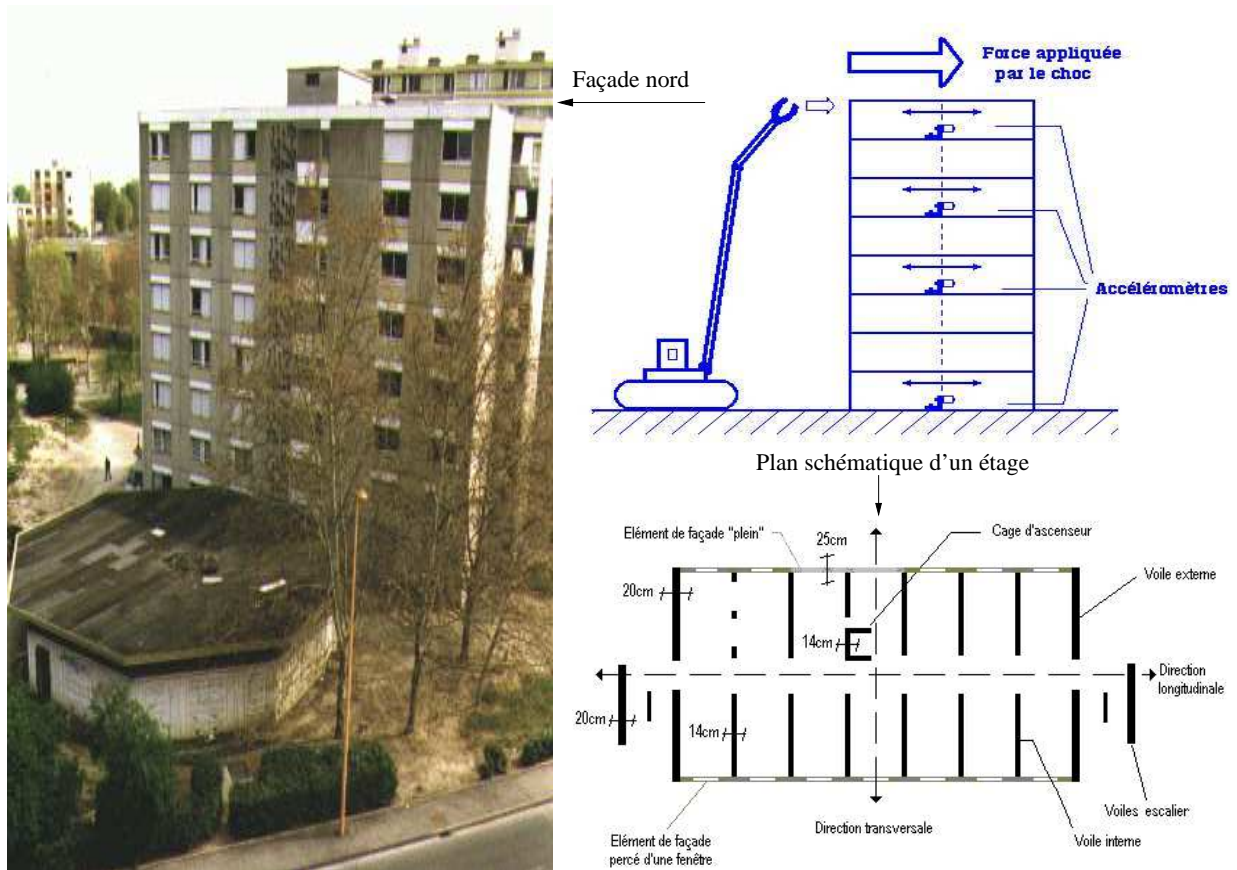 Façade nord
Force appliquée
par le choc
Accéléromètres
Plan schématique d'un étage
Elément de façade "plein"
25cm
Cage d'ascenseur
20cm
Voile externe
14cm
Direction
longitudinale
20cm
14cm
Direction transversale
Voiles escalier
Voile interne
Elément de façade
percé d'une fenêtre